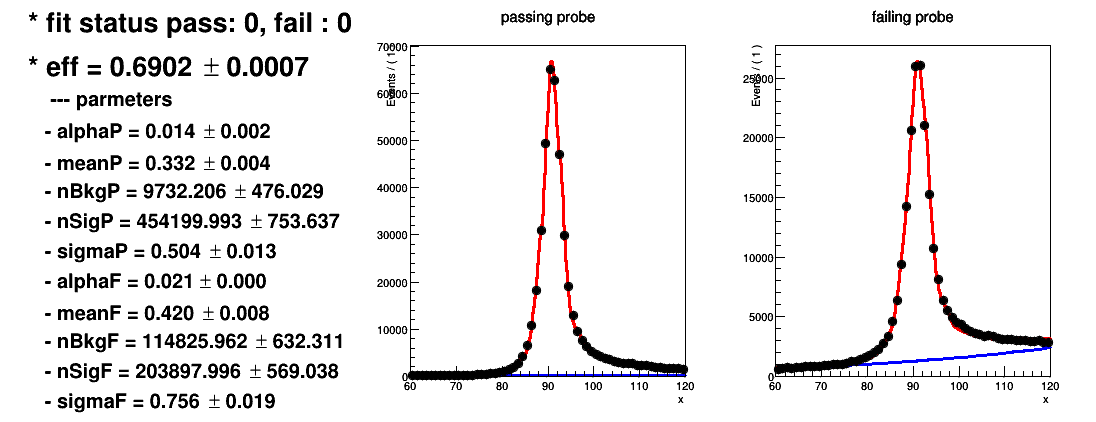 * fit status pass: 0, fail : 0
* eff = 0.6902 ± 0.0007
--- parmeters
- alphaP = 0.014 ± 0.002
- meanP = 0.332 ± 0.004
- nBkgP = 9732.206 ± 476.029
- nSigP = 454199.993 ± 753.637
- sigmaP = 0.504 ± 0.013
- alphaF = 0.021 ± 0.000
- meanF = 0.420 ± 0.008
- nBkgF = 114825.962 ± 632.311
- nSigF = 203897.996 ± 569.038
- sigmaF = 0.756 ± 0.019
passing probe
Events / ( 1 )
70000
60000
50000
40000
30000
20000
10000
0
60 70 80 90 100 110 120
x
failing probe
Events / ( 1 )
25000
20000
15000
10000
5000
0
60 70 80 90 100 110 120
x